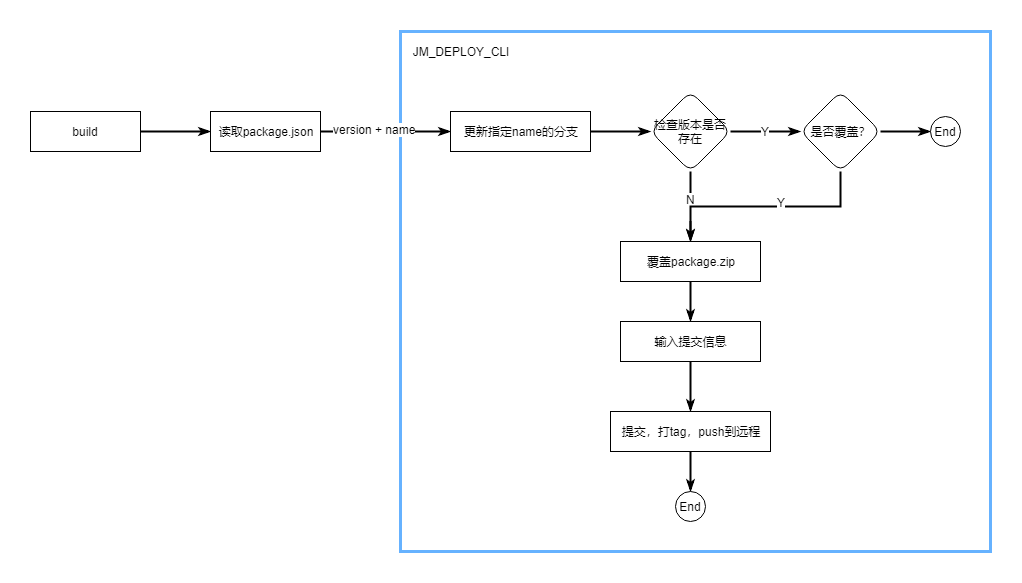 JM_DEPLOY_CLI
build
读取package.json
version + name
更新指定name的分支
检查版本是否
存在
Y
是否覆盖？
End
N
Y
覆盖package.zip
输入提交信息
提交，打tag，push到远程
End